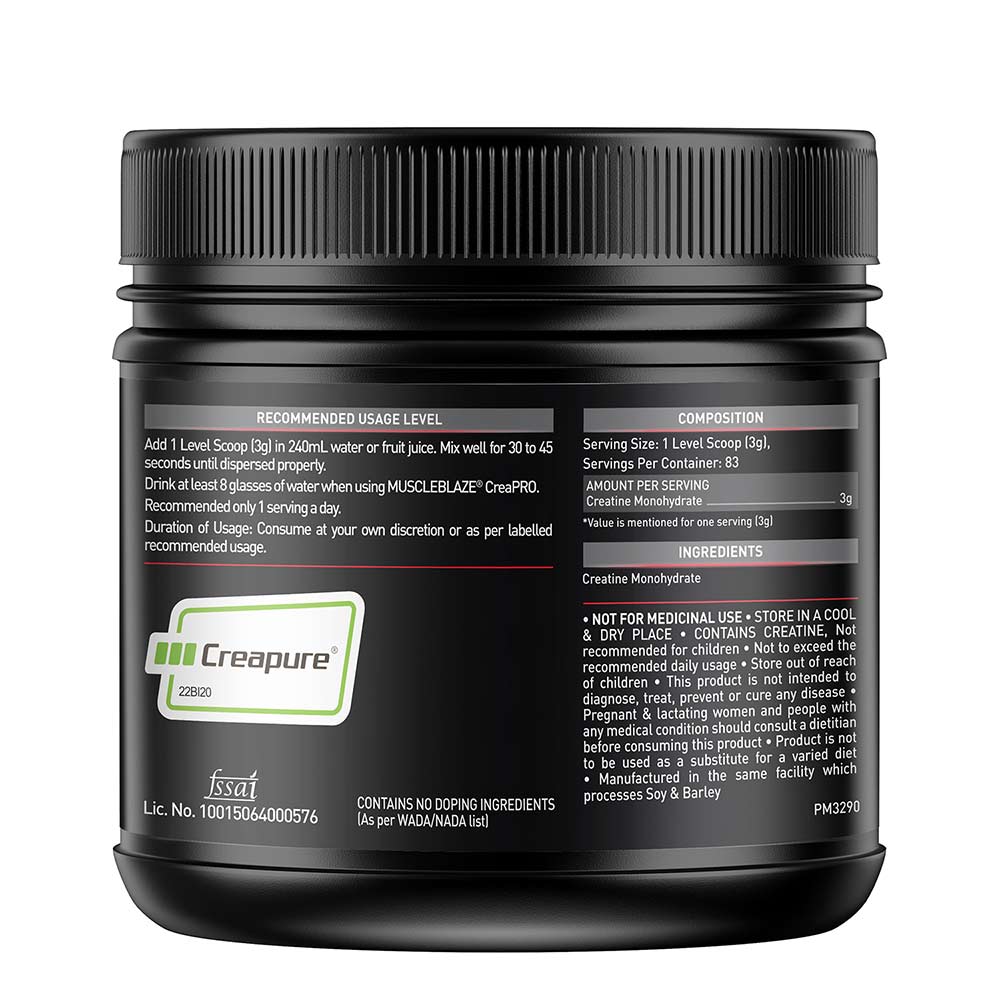 RECOMMENDED USAGE LEVEL
Add 1 Level Scoop (3g) in 240mL water or fruit juice. Mix well for 30 to 45
seconds until dispersed properly.
Drink at least 8 glasses of water when using MUSCLEBLAZE® CreaPRO.
Recommended only 1 serving a day.
Duration of Usage: Consume at your own discretion or as per labelled
recommended usage.
Creapure®
22BI20
fssai
Lic. No. 10015064000576
CONTAINS NO DOPING INGREDIENTS
(As per WADA/NADA list)
COMPOSITION
Serving Size: 1 Level Scoop (3g),
Servings Per Container: 83
AMOUNT PER SERVING
Creatine Monohydrate 3g
*Value is mentioned for one serving (3g)
INGREDIENTS
Creatine Monohydrate
• NOT FOR MEDICINAL USE • STORE IN A COOL
& DRY PLACE • CONTAINS CREATINE, Not
recommended for children • Not to exceed the
recommended daily usage • Store out of reach
of children • This product is not intended to
diagnose, treat, prevent or cure any disease •
Pregnant & lactating women and people with
any medical condition should consult a dietitian
before consuming this product • Product is not
to be used as a substitute for a varied diet
• Manufactured in the same facility which
processes Soy & Barley
PM3290